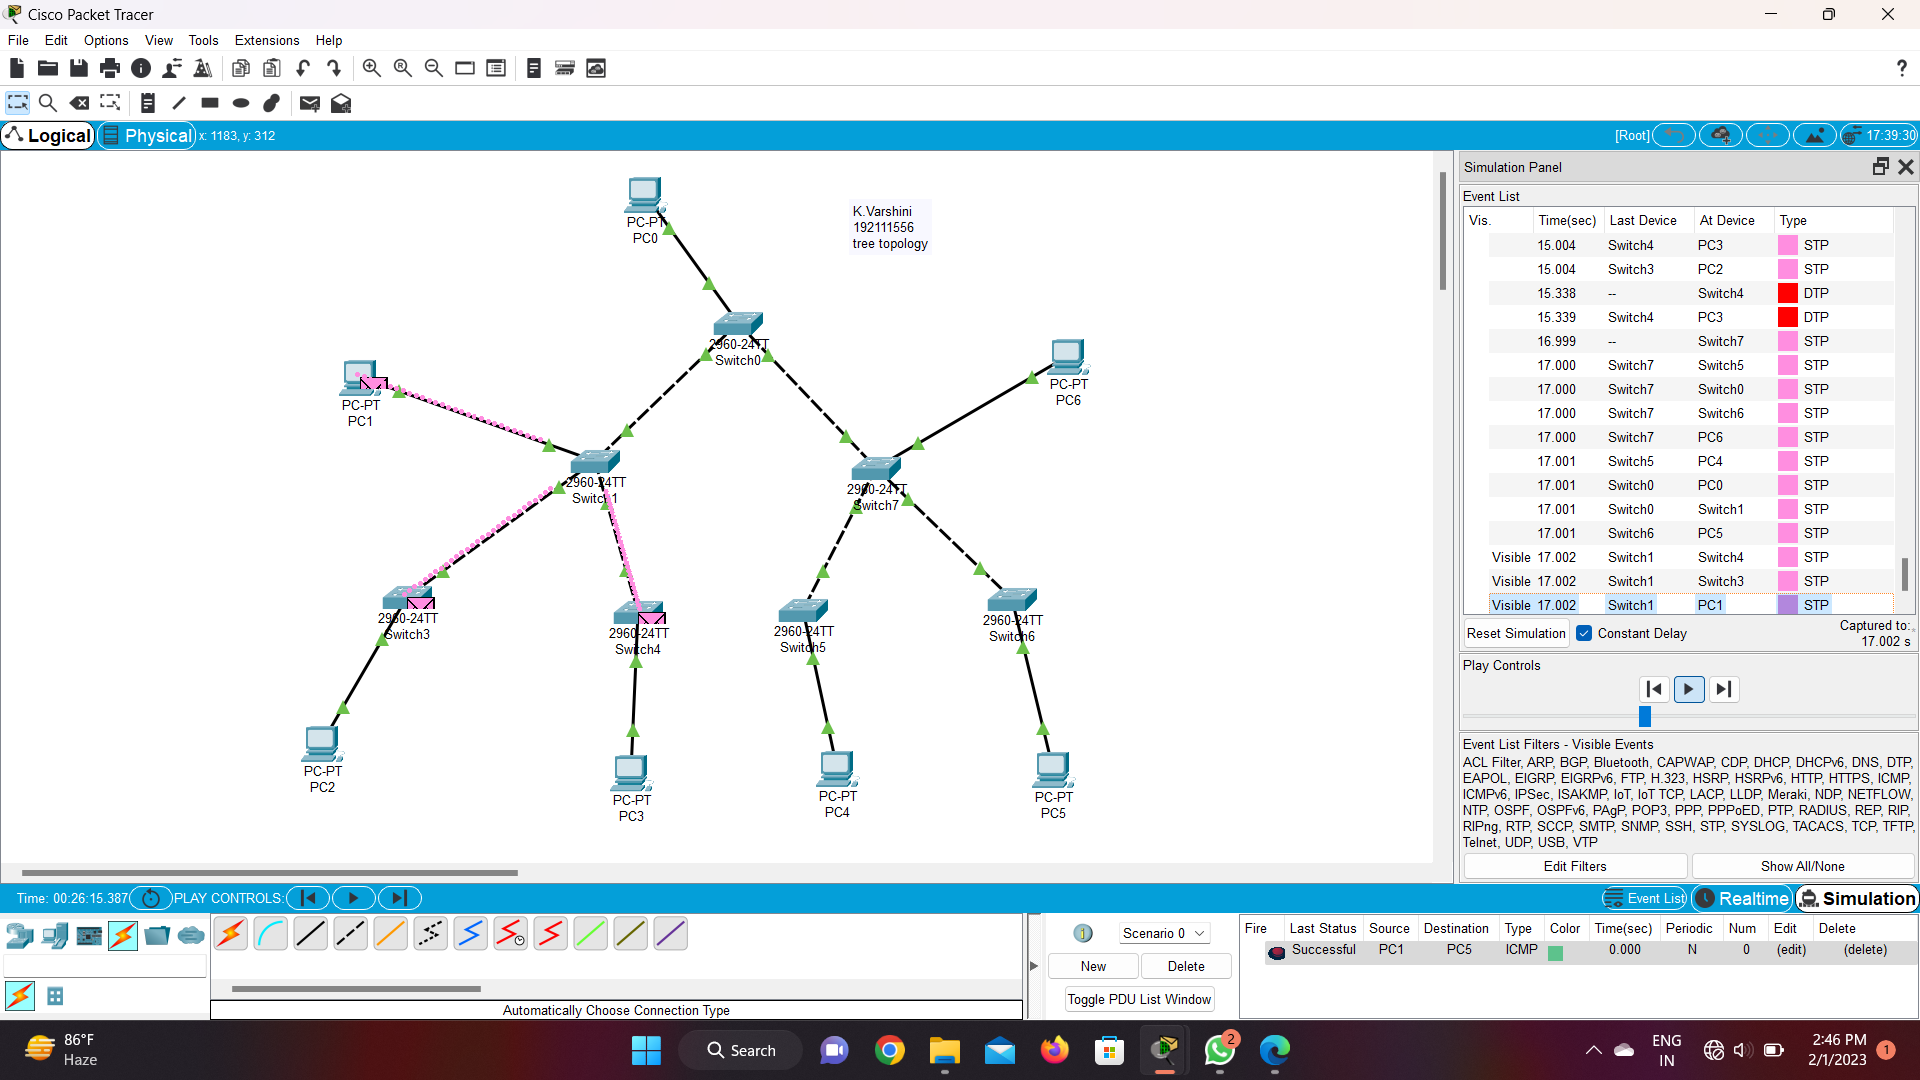 Cisco Packet Tracer
File Edit Options View Tools Extensions Help
Logical Physical x: 1183, y: 312 [Root] 17:39:30
PC-PT
PC0
K.Varshini
192111556
tree topology
2960-24TT
Switch0
PC-PT
PC1
PC-PT
PC6
2960-24TT
Switch1
2960-24TT
Switch7
2960-24TT
Switch3
2960-24TT
Switch4
2960-24TT
Switch5
2960-24TT
Switch6
PC-PT
PC2
PC-PT
PC3
PC-PT
PC4
PC-PT
PC5
Simulation Panel
Event List
Vis. Time(sec) Last Device At Device Type
15.004 Switch4 PC3 STP
15.004 Switch3 PC2 STP
15.338 -- Switch4 DTP
15.339 Switch4 PC3 DTP
16.999 -- Switch7 STP
17.000 Switch7 Switch5 STP
17.000 Switch7 Switch0 STP
17.000 Switch7 Switch6 STP
17.000 Switch7 PC6 STP
17.001 Switch5 PC4 STP
17.001 Switch0 PC0 STP
17.001 Switch0 Switch1 STP
17.001 Switch6 PC5 STP
Visible 17.002 Switch1 Switch4 STP
Visible 17.002 Switch1 Switch3 STP
Visible 17.002 Switch1 PC1 STP
Reset Simulation Constant Delay Captured to:
17.002 s
Play Controls
Event List Filters - Visible Events
ACL Filter, ARP, BGP, Bluetooth, CAPWAP, CDP, DHCP, DHCPv6, DNS, DTP,
EAPOL, EIGRP, EIGRPv6, FTP, H.323, HSRP, HSRPv6, HTTP, HTTPS, ICMP,
ICMPv6, IPSec, ISAKMP, IoT, IoT TCP, LACP, LLDP, Meraki, NDP, NETFLOW,
NTP, OSPF, OSPFv6, PAgP, POP3, PPP, PPPoED, PTP, RADIUS, REP, RIP,
RIPng, RTP, SCCP, SMTP, SNMP, SSH, STP, SYSLOG, TACACS, TCP, TFTP,
Telnet, UDP, USB, VTP
Edit Filters Show All/None
Time: 00:26:15.387 PLAY CONTROLS: Event List Realtime Simulation
Scenario 0
New Delete
Toggle PDU List Window
Fire Last Status Source Destination Type Color Time(sec) Periodic Num Edit Delete
Successful PC1 PC5 ICMP 0.000 N 0 (edit) (delete)
Automatically Choose Connection Type
86°F
Haze
Search
2
ENG
IN
2:46 PM
2/1/2023
1